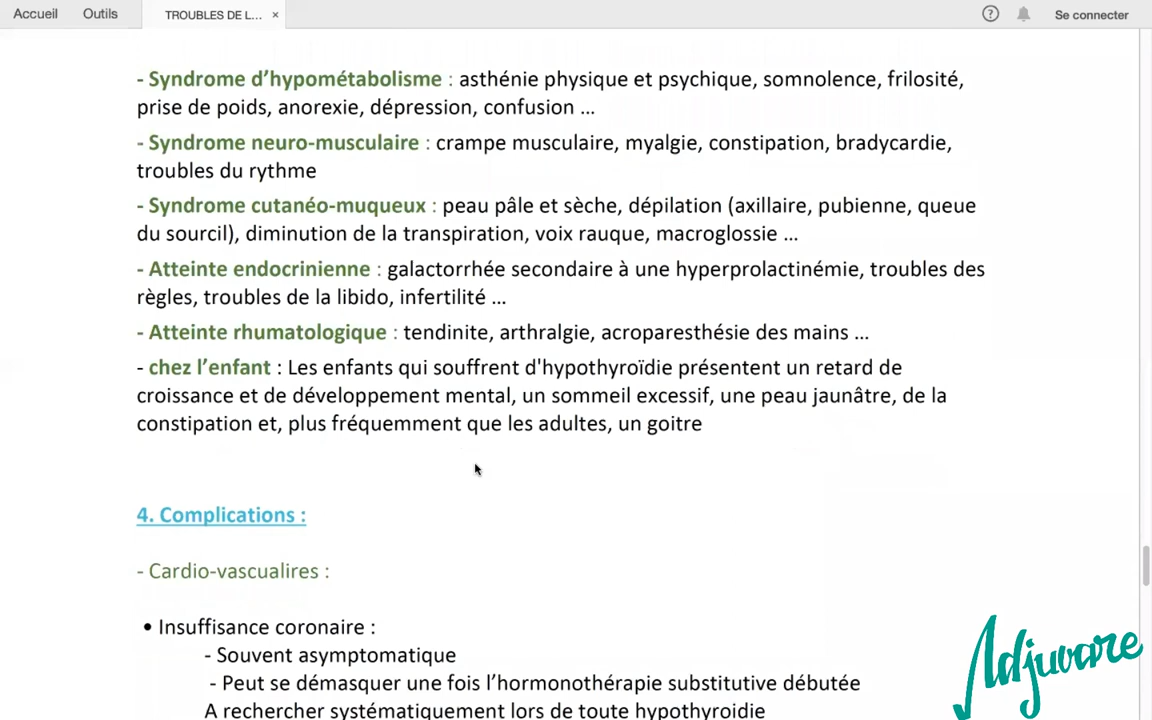 Accueil Outils TROUBLES DE L... × ? Se connecter
- Syndrome d’hypométabolisme : asthénie physique et psychique, somnolence, frilosité,
prise de poids, anorexie, dépression, confusion ...
- Syndrome neuro-musculaire : crampe musculaire, myalgie, constipation, bradycardie,
troubles du rythme
- Syndrome cutanéo-muqueux : peau pâle et sèche, dépilation (axillaire, pubienne, queue
du sourcil), diminution de la transpiration, voix rauque, macroglossie ...
- Atteinte endocrinienne : galactorrhée secondaire à une hyperprolactinémie, troubles des
règles, troubles de la libido, infertilité ...
- Atteinte rhumatologique : tendinite, arthralgie, acroparesthésie des mains ...
- chez l’enfant : Les enfants qui souffrent d'hypothyroïdie présentent un retard de
croissance et de développement mental, un sommeil excessif, une peau jaunâtre, de la
constipation et, plus fréquemment que les adultes, un goitre
4. Complications :
- Cardio-vascualires :
• Insuffisance coronaire :
- Souvent asymptomatique
- Peut se démasquer une fois l’hormonothérapie substitutive débutée
A rechercher systématiquement lors de toute hypothyroidie
Adjuvare